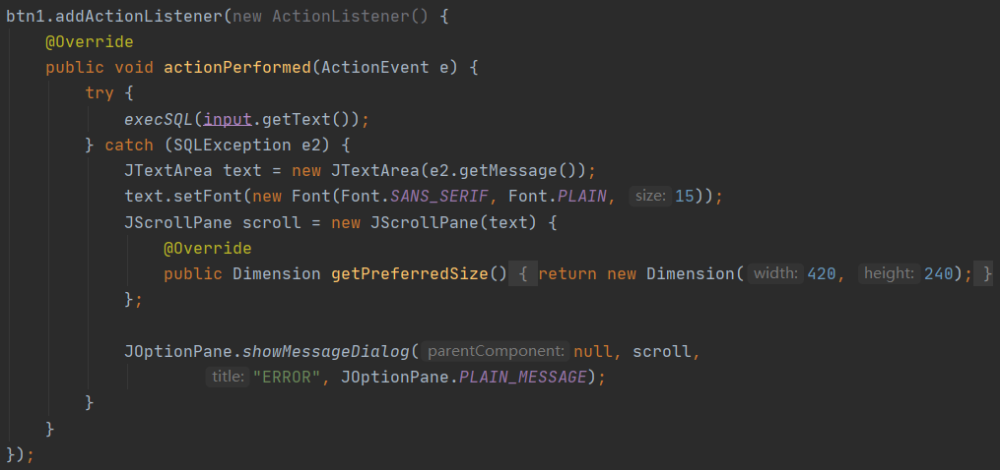 btn1.addActionListener(new ActionListener() {
@Override
public void actionPerformed(ActionEvent e) {
try {
execSQL(input.getText());
} catch (SQLException e2) {
JTextArea text = new JTextArea(e2.getMessage());
text.setFont(new Font(Font.SANS_SERIF, Font.PLAIN, size: 15));
JScrollPane scroll = new JScrollPane(text) {
@Override
public Dimension getPreferredSize() { return new Dimension( width: 420, height: 240); }
};
JOptionPane.showMessageDialog( parentComponent: null, scroll,
title: "ERROR", JOptionPane.PLAIN_MESSAGE);
}
}
});